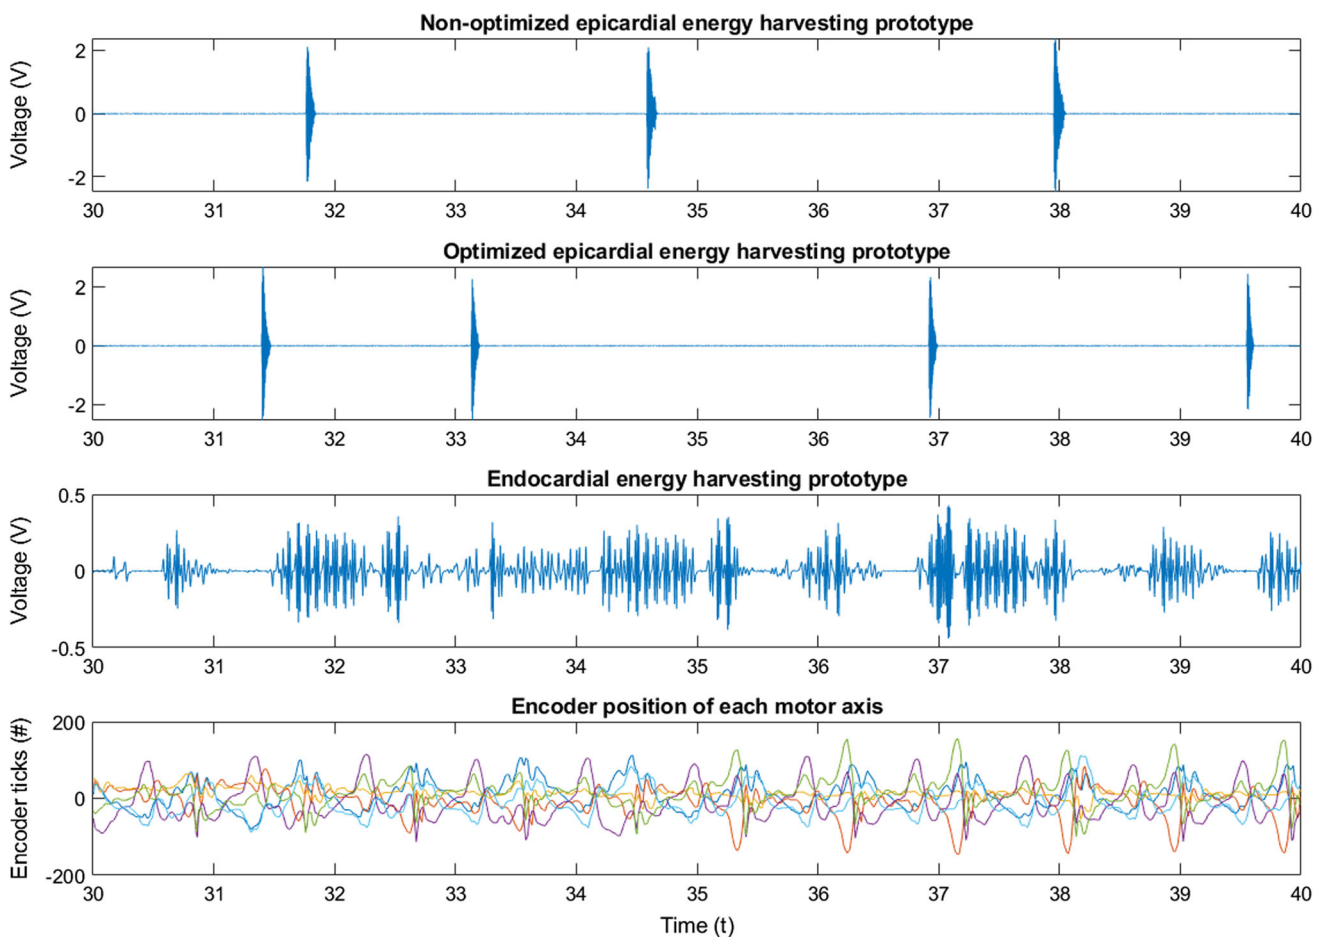 Non-optimized epicardial energy harvesting prototype
Voltage (V)
2
0
-2
30 31 32 33 34 35 36 37 38 39 40
Optimized epicardial energy harvesting prototype
Voltage (V)
2
0
-2
30 31 32 33 34 35 36 37 38 39 40
Endocardial energy harvesting prototype
Voltage (V)
0.5
0
-0.5
30 31 32 33 34 35 36 37 38 39 40
Encoder position of each motor axis
Encoder ticks (#)
200
0
-200
30 31 32 33 34 35 36 37 38 39 40
Time (t)